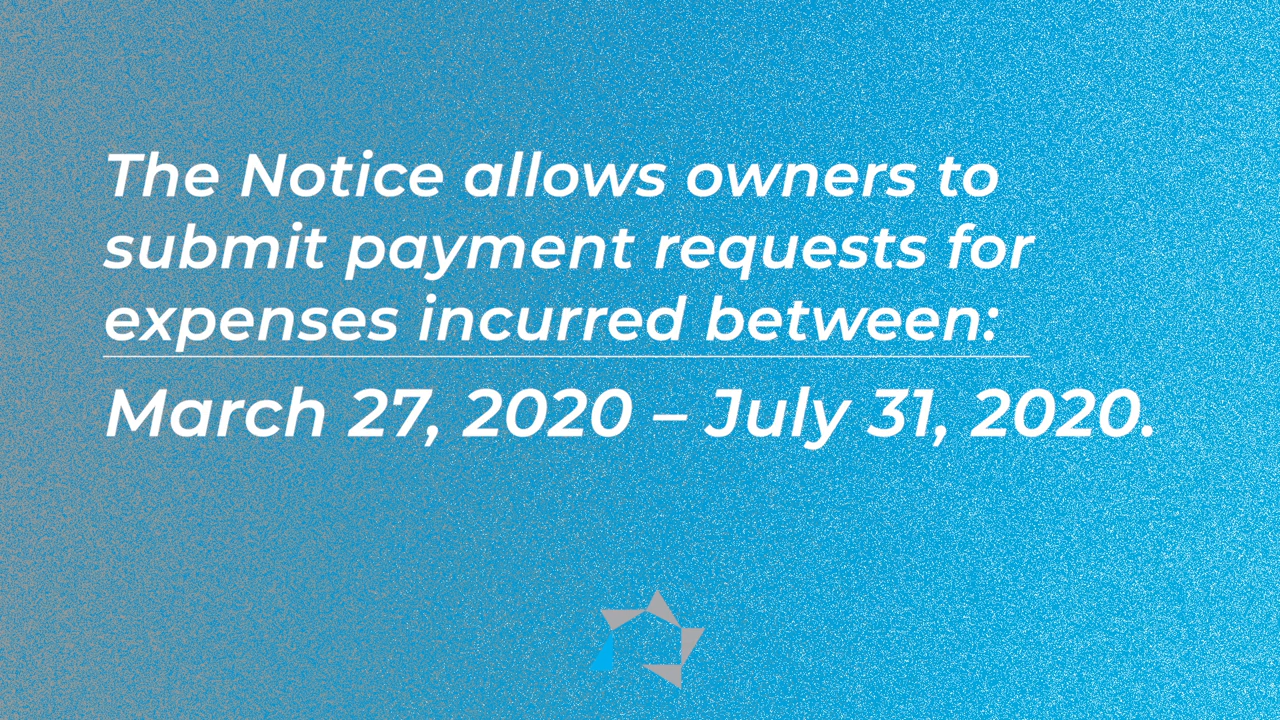 The Notice allows owners to
submit payment requests for
expenses incurred between:
March 27, 2020 – July 31, 2020.